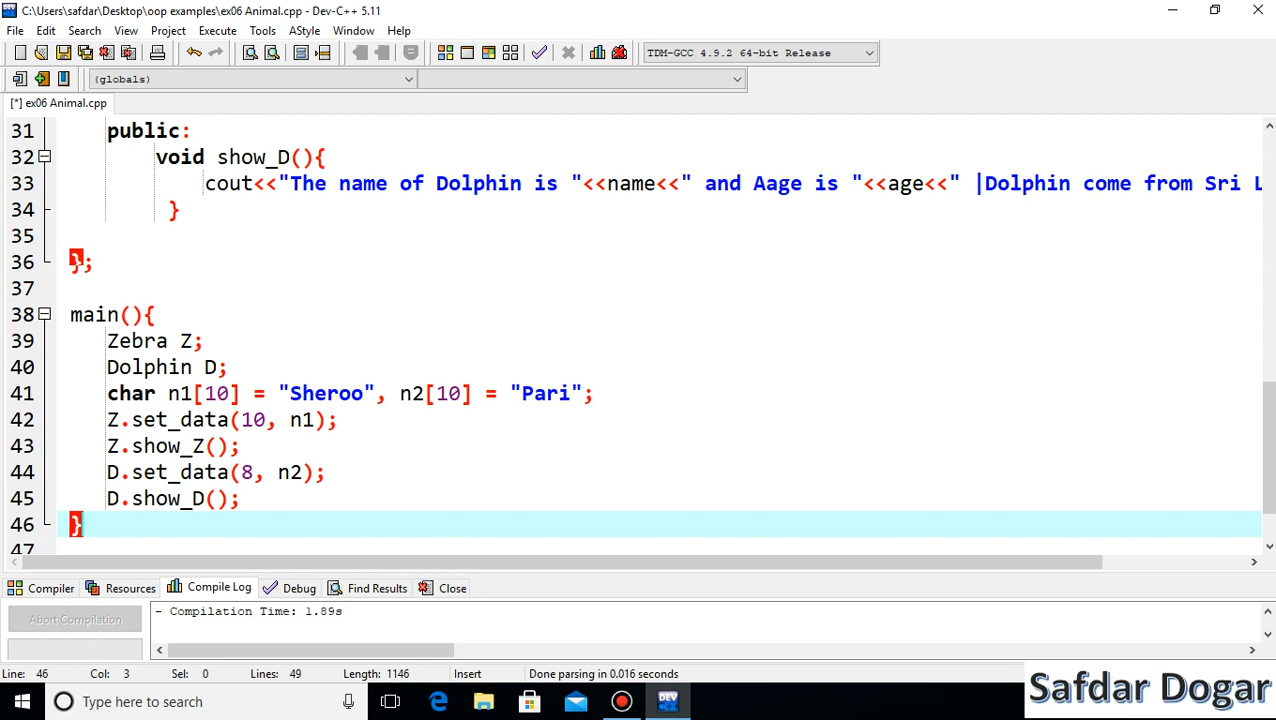 C:\Users\safdar\Desktop\oop examples\ex06 Animal.cpp - Dev-C++ 5.11
File Edit Search View Project Execute Tools AStyle Window Help
TDM-GCC 4.9.2 64-bit Release
(globals)
[*] ex06 Animal.cpp
31 public:
32 void show_D(){
33 cout<<"The name of Dolphin is "<<name<<" and Aage is "<<age<<" |Dolphin come from Sri L
34 }
35
36 };
37
38 main(){
39 Zebra Z;
40 Dolphin D;
41 char n1[10] = "Sheroo", n2[10] = "Pari";
42 Z.set_data(10, n1);
43 Z.show_Z();
44 D.set_data(8, n2);
45 D.show_D();
46 }
47
Compiler Resources Compile Log Debug Find Results Close
Abort Compilation
- Compilation Time: 1.89s
Line: 46 Col: 3 Sel: 0 Lines: 49 Length: 1146 Insert Done parsing in 0.016 seconds
Type here to search
DEV
Safdar Dogar